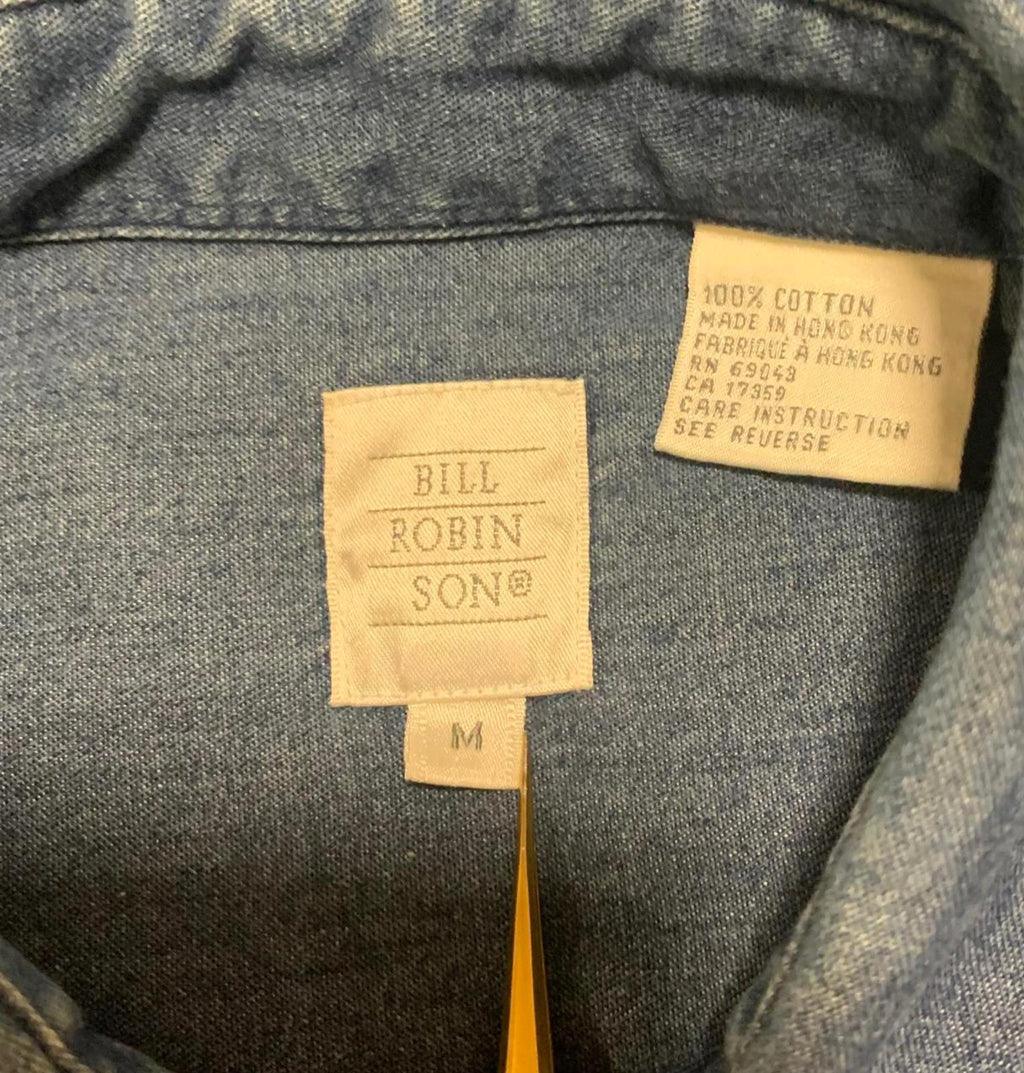 BILL
ROBIN
SON®
M
100% COTTON
MADE IN HONG KONG
FABRIQUÉ À HONG KONG
RN 69043
CA 17359
CARE INSTRUCTION
SEE REVERSE